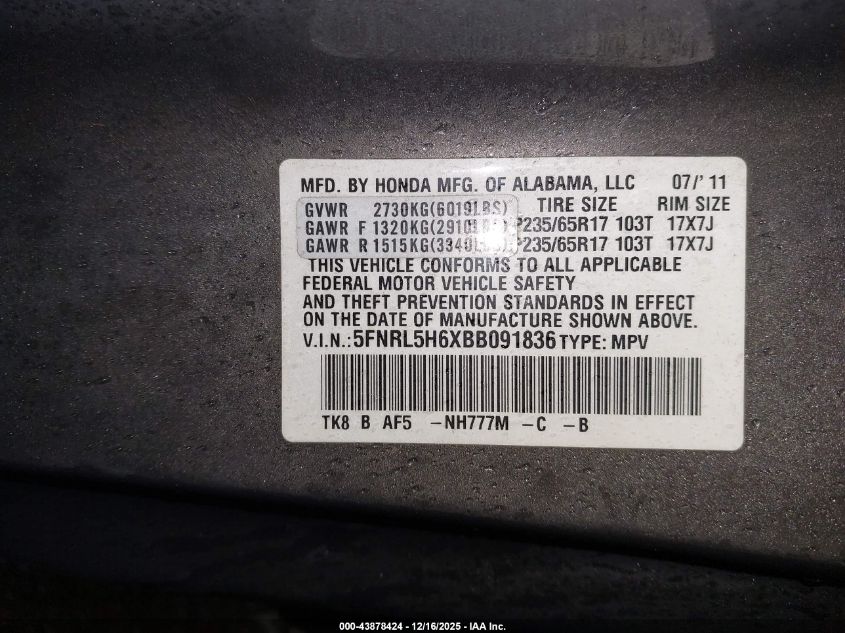 MFD. BY HONDA MFG. OF ALABAMA, LLC 07/' 11
GVWR 2730KG(6019LBS) TIRE SIZE RIM SIZE
GAWR F 1320KG(2910LBS) P235/65R17 103T 17X7J
GAWR R 1515KG(3340LBS) P235/65R17 103T 17X7J
THIS VEHICLE CONFORMS TO ALL APPLICABLE
FEDERAL MOTOR VEHICLE SAFETY
AND THEFT PREVENTION STANDARDS IN EFFECT
ON THE DATE OF MANUFACTURE SHOWN ABOVE.
V.I.N.:5FNRL5H6XBB091836 TYPE: MPV
TK8 B AF5 -NH777M -C -B
000-43878424 - 12/16/2025 - IAA Inc.